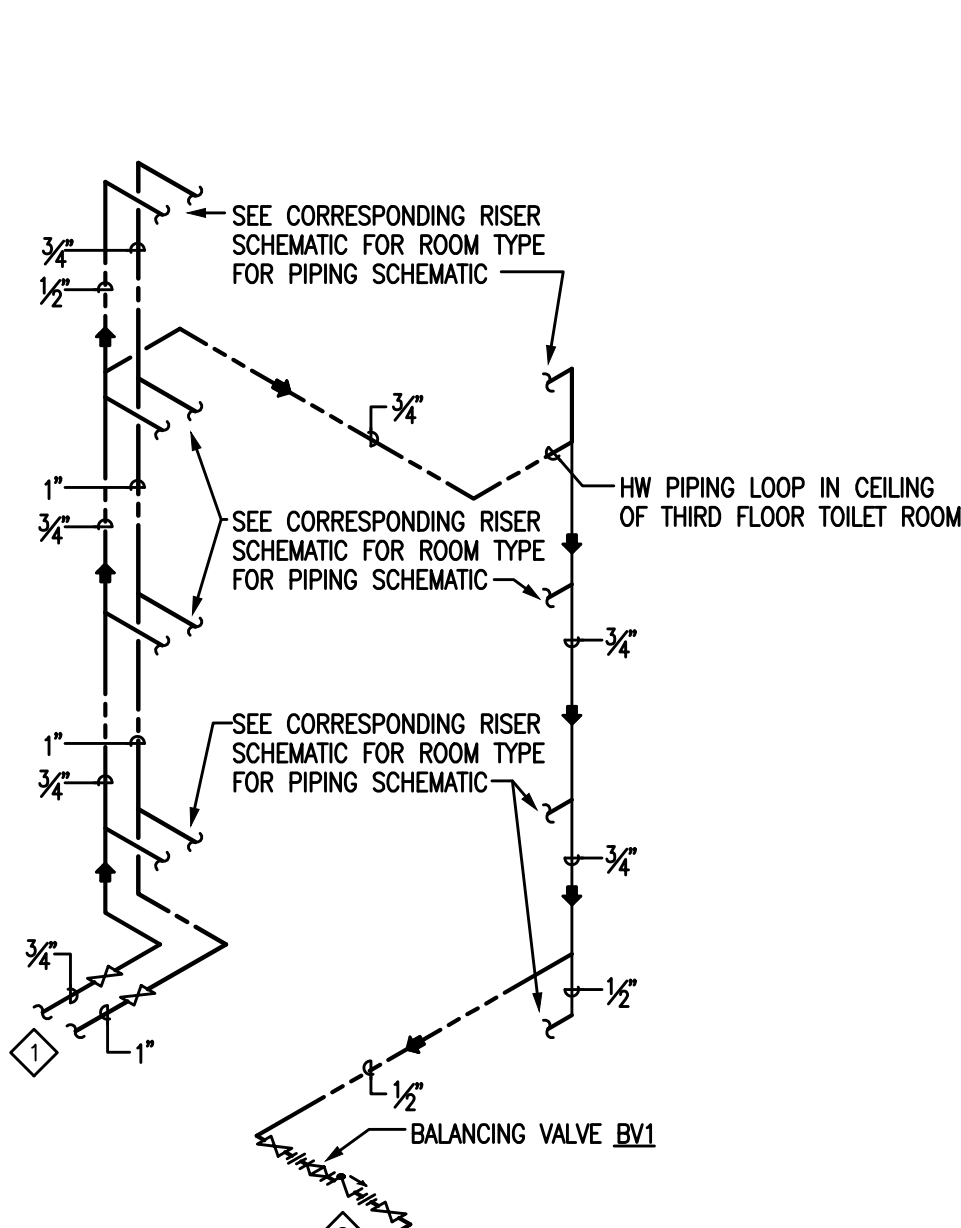 SEE CORRESPONDING RISER
SCHEMATIC FOR ROOM TYPE
FOR PIPING SCHEMATIC
3/4"
1/2"
3/4"
1"
3/4"
HW PIPING LOOP IN CEILING
OF THIRD FLOOR TOILET ROOM
SEE CORRESPONDING RISER
SCHEMATIC FOR ROOM TYPE
FOR PIPING SCHEMATIC
3/4"
SEE CORRESPONDING RISER
SCHEMATIC FOR ROOM TYPE
FOR PIPING SCHEMATIC
1"
3/4"
3/4"
3/4"
1/2"
1
1"
1/2"
BALANCING VALVE BV1